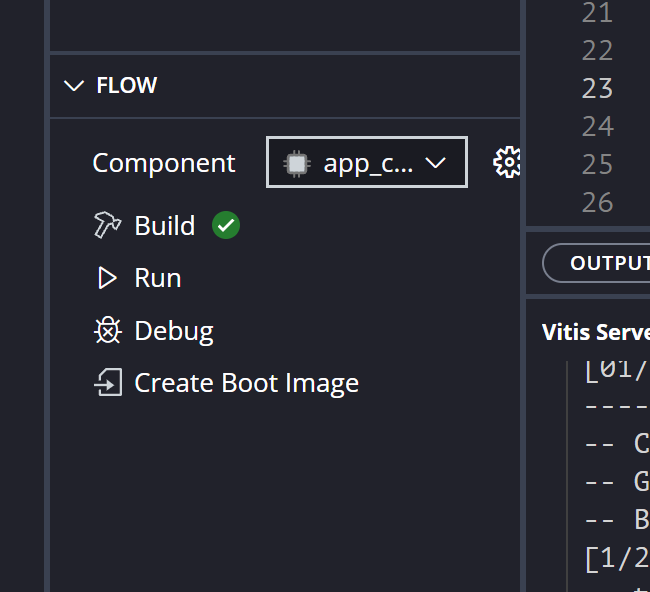 FLOW
Component app_c...
Build
Run
Debug
Create Boot Image
21
22
23
24
25
26
OUTPUT
Vitis Serve
[01/
----
-- C
-- G
-- B
[1/2